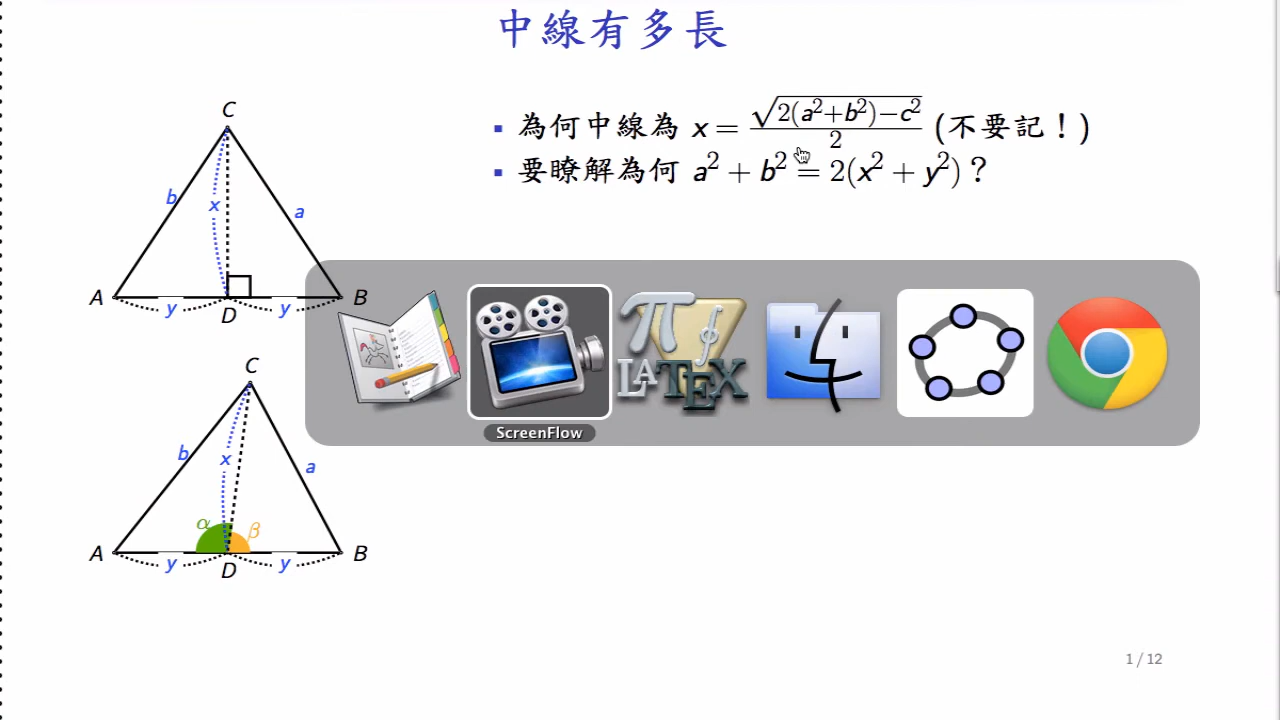 中線有多長
▪ 為何中線為 x = √(2(a²+b²)−c²)/2 (不要記！)
▪ 要瞭解為何 a² + b² = 2(x² + y²)？
C
b
x
a
A
y
D
y
B
C
b
x
a
α
β
A
y
D
y
B
LATEX
ScreenFlow
1 / 12